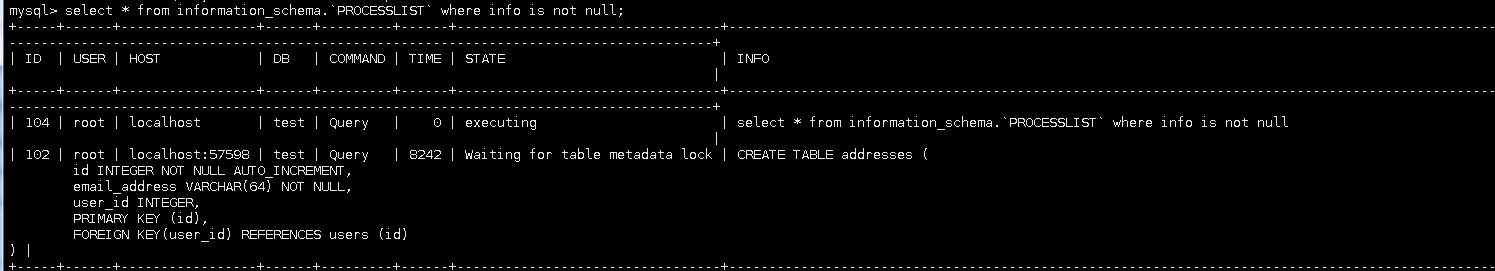 mysql> select * from information_schema.`PROCESSLIST` where info is not null;
+-----+------+-----------------+------+---------+------+---------------------------------+-----------------------------------------------
---------------------------------------------------------------------------------------+
| ID  | USER | HOST            | DB   | COMMAND | TIME | STATE                           | INFO
                                                                                       |
+-----+------+-----------------+------+---------+------+---------------------------------+-----------------------------------------------
---------------------------------------------------------------------------------------+
| 104 | root | localhost       | test | Query   |    0 | executing                       | select * from information_schema.`PROCESSLIST` where info is not null
                                                                                       |
| 102 | root | localhost:57598 | test | Query   | 8242 | Waiting for table metadata lock | CREATE TABLE addresses (
        id INTEGER NOT NULL AUTO_INCREMENT,
        email_address VARCHAR(64) NOT NULL,
        user_id INTEGER,
        PRIMARY KEY (id),
        FOREIGN KEY(user_id) REFERENCES users (id)
) |
+-----+------+-----------------+------+---------+------+---------------------------------+-----------------------------------------------